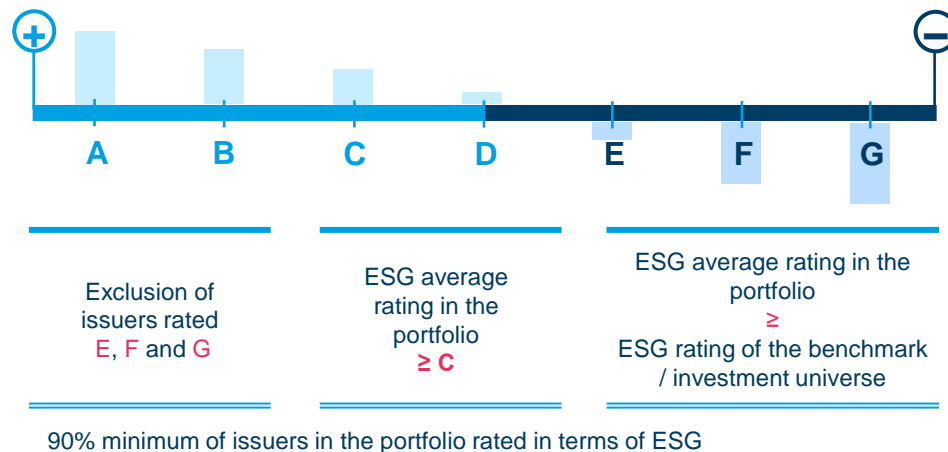 + −
A B C D E F G
Exclusion of
issuers rated
E, F and G
ESG average
rating in the
portfolio
≥ C
ESG average rating in the
portfolio
≥
ESG rating of the benchmark
/ investment universe
90% minimum of issuers in the portfolio rated in terms of ESG